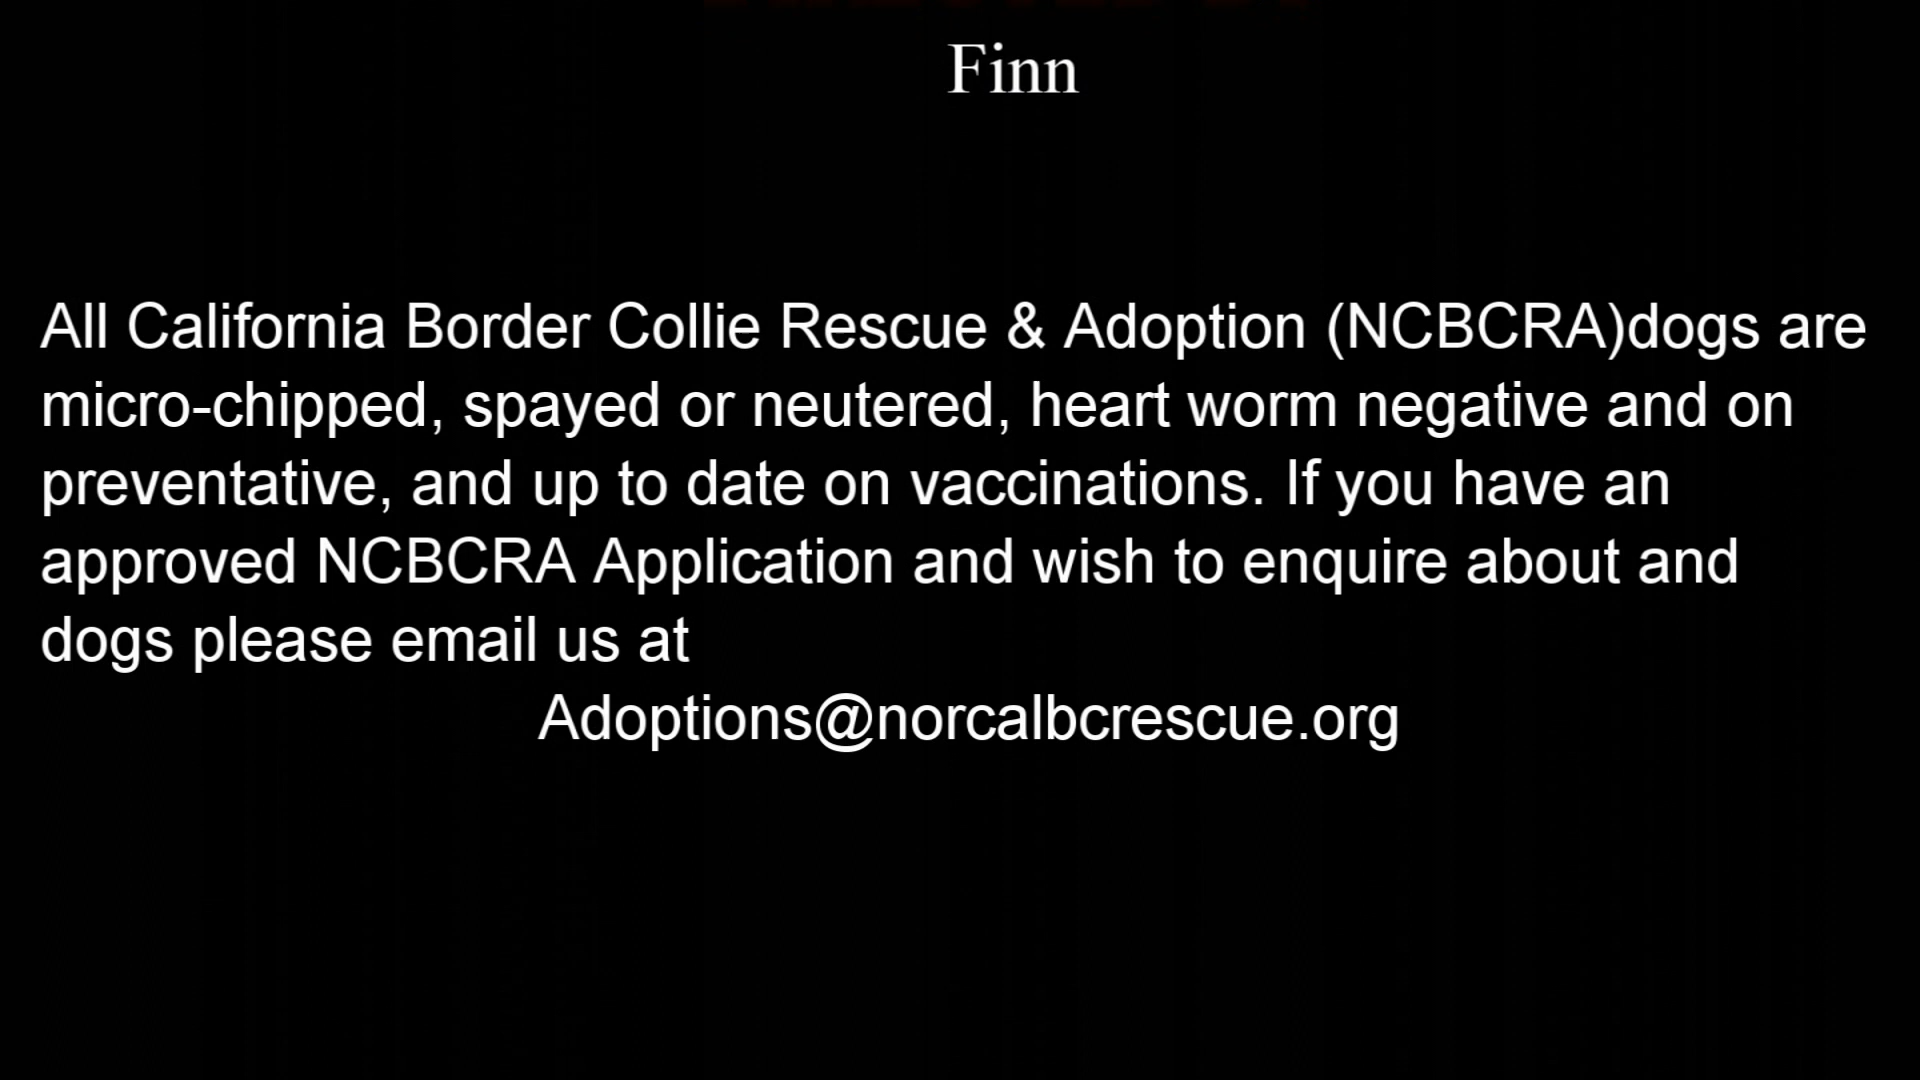 Finn
All California Border Collie Rescue & Adoption (NCBCRA)dogs are
micro-chipped, spayed or neutered, heart worm negative and on
preventative, and up to date on vaccinations. If you have an
approved NCBCRA Application and wish to enquire about and
dogs please email us at
Adoptions@norcalbcrescue.org